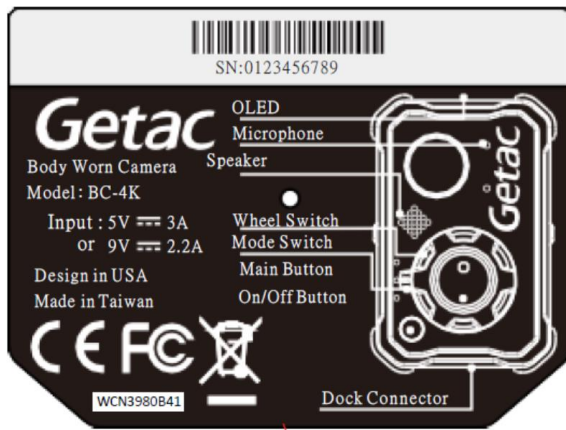 SN:0123456789
Getac
Body Worn Camera
Model : BC-4K
Input : 5V ⎓ 3A
or 9V ⎓ 2.2A
Design in USA
Made in Taiwan
CE FC
WCN3980B41
OLED
Microphone
Speaker
Wheel Switch
Mode Switch
Main Button
On/Off Button
Dock Connector
Getac